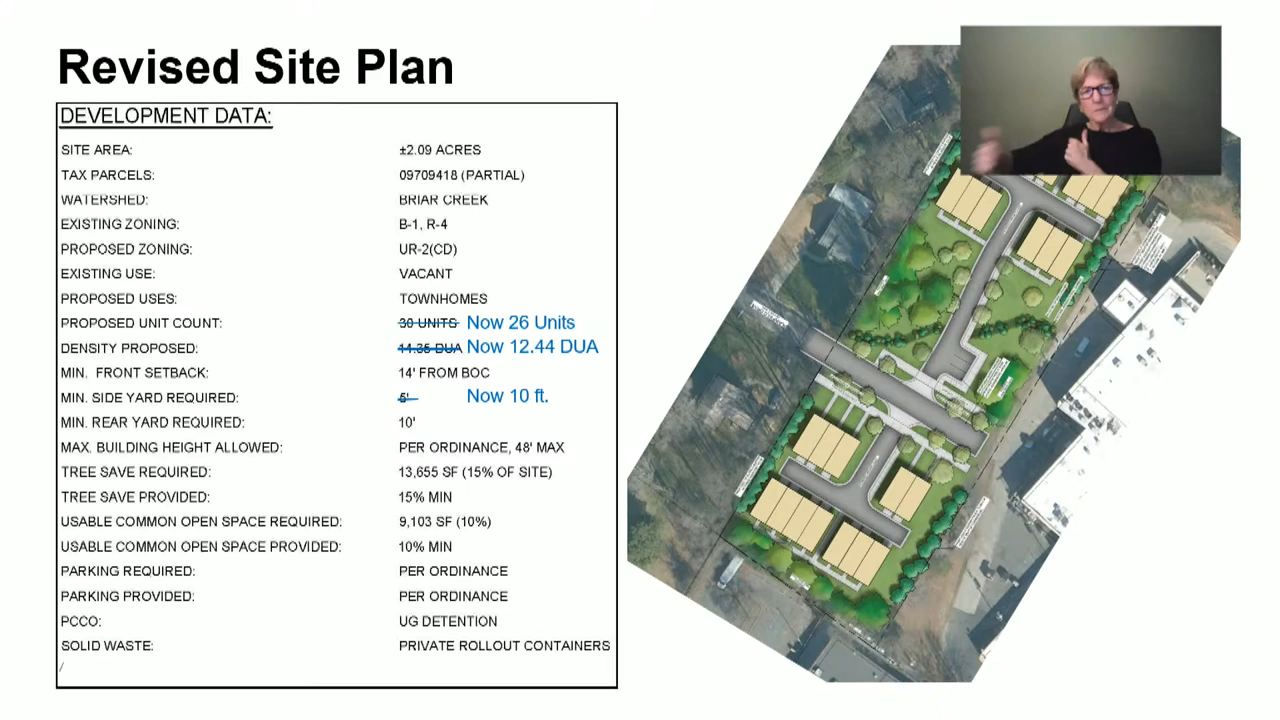 Revised Site Plan
DEVELOPMENT DATA:
SITE AREA: ±2.09 ACRES
TAX PARCELS: 09709418 (PARTIAL)
WATERSHED: BRIAR CREEK
EXISTING ZONING: B-1, R-4
PROPOSED ZONING: UR-2(CD)
EXISTING USE: VACANT
PROPOSED USES: TOWNHOMES
PROPOSED UNIT COUNT: 30 UNITS Now 26 Units
DENSITY PROPOSED: 14.35 DUA Now 12.44 DUA
MIN. FRONT SETBACK: 14' FROM BOC
MIN. SIDE YARD REQUIRED: 5' Now 10 ft.
MIN. REAR YARD REQUIRED: 10'
MAX. BUILDING HEIGHT ALLOWED: PER ORDINANCE, 48' MAX
TREE SAVE REQUIRED: 13,655 SF (15% OF SITE)
TREE SAVE PROVIDED: 15% MIN
USABLE COMMON OPEN SPACE REQUIRED: 9,103 SF (10%)
USABLE COMMON OPEN SPACE PROVIDED: 10% MIN
PARKING REQUIRED: PER ORDINANCE
PARKING PROVIDED: PER ORDINANCE
PCCO: UG DETENTION
SOLID WASTE: PRIVATE ROLLOUT CONTAINERS
/